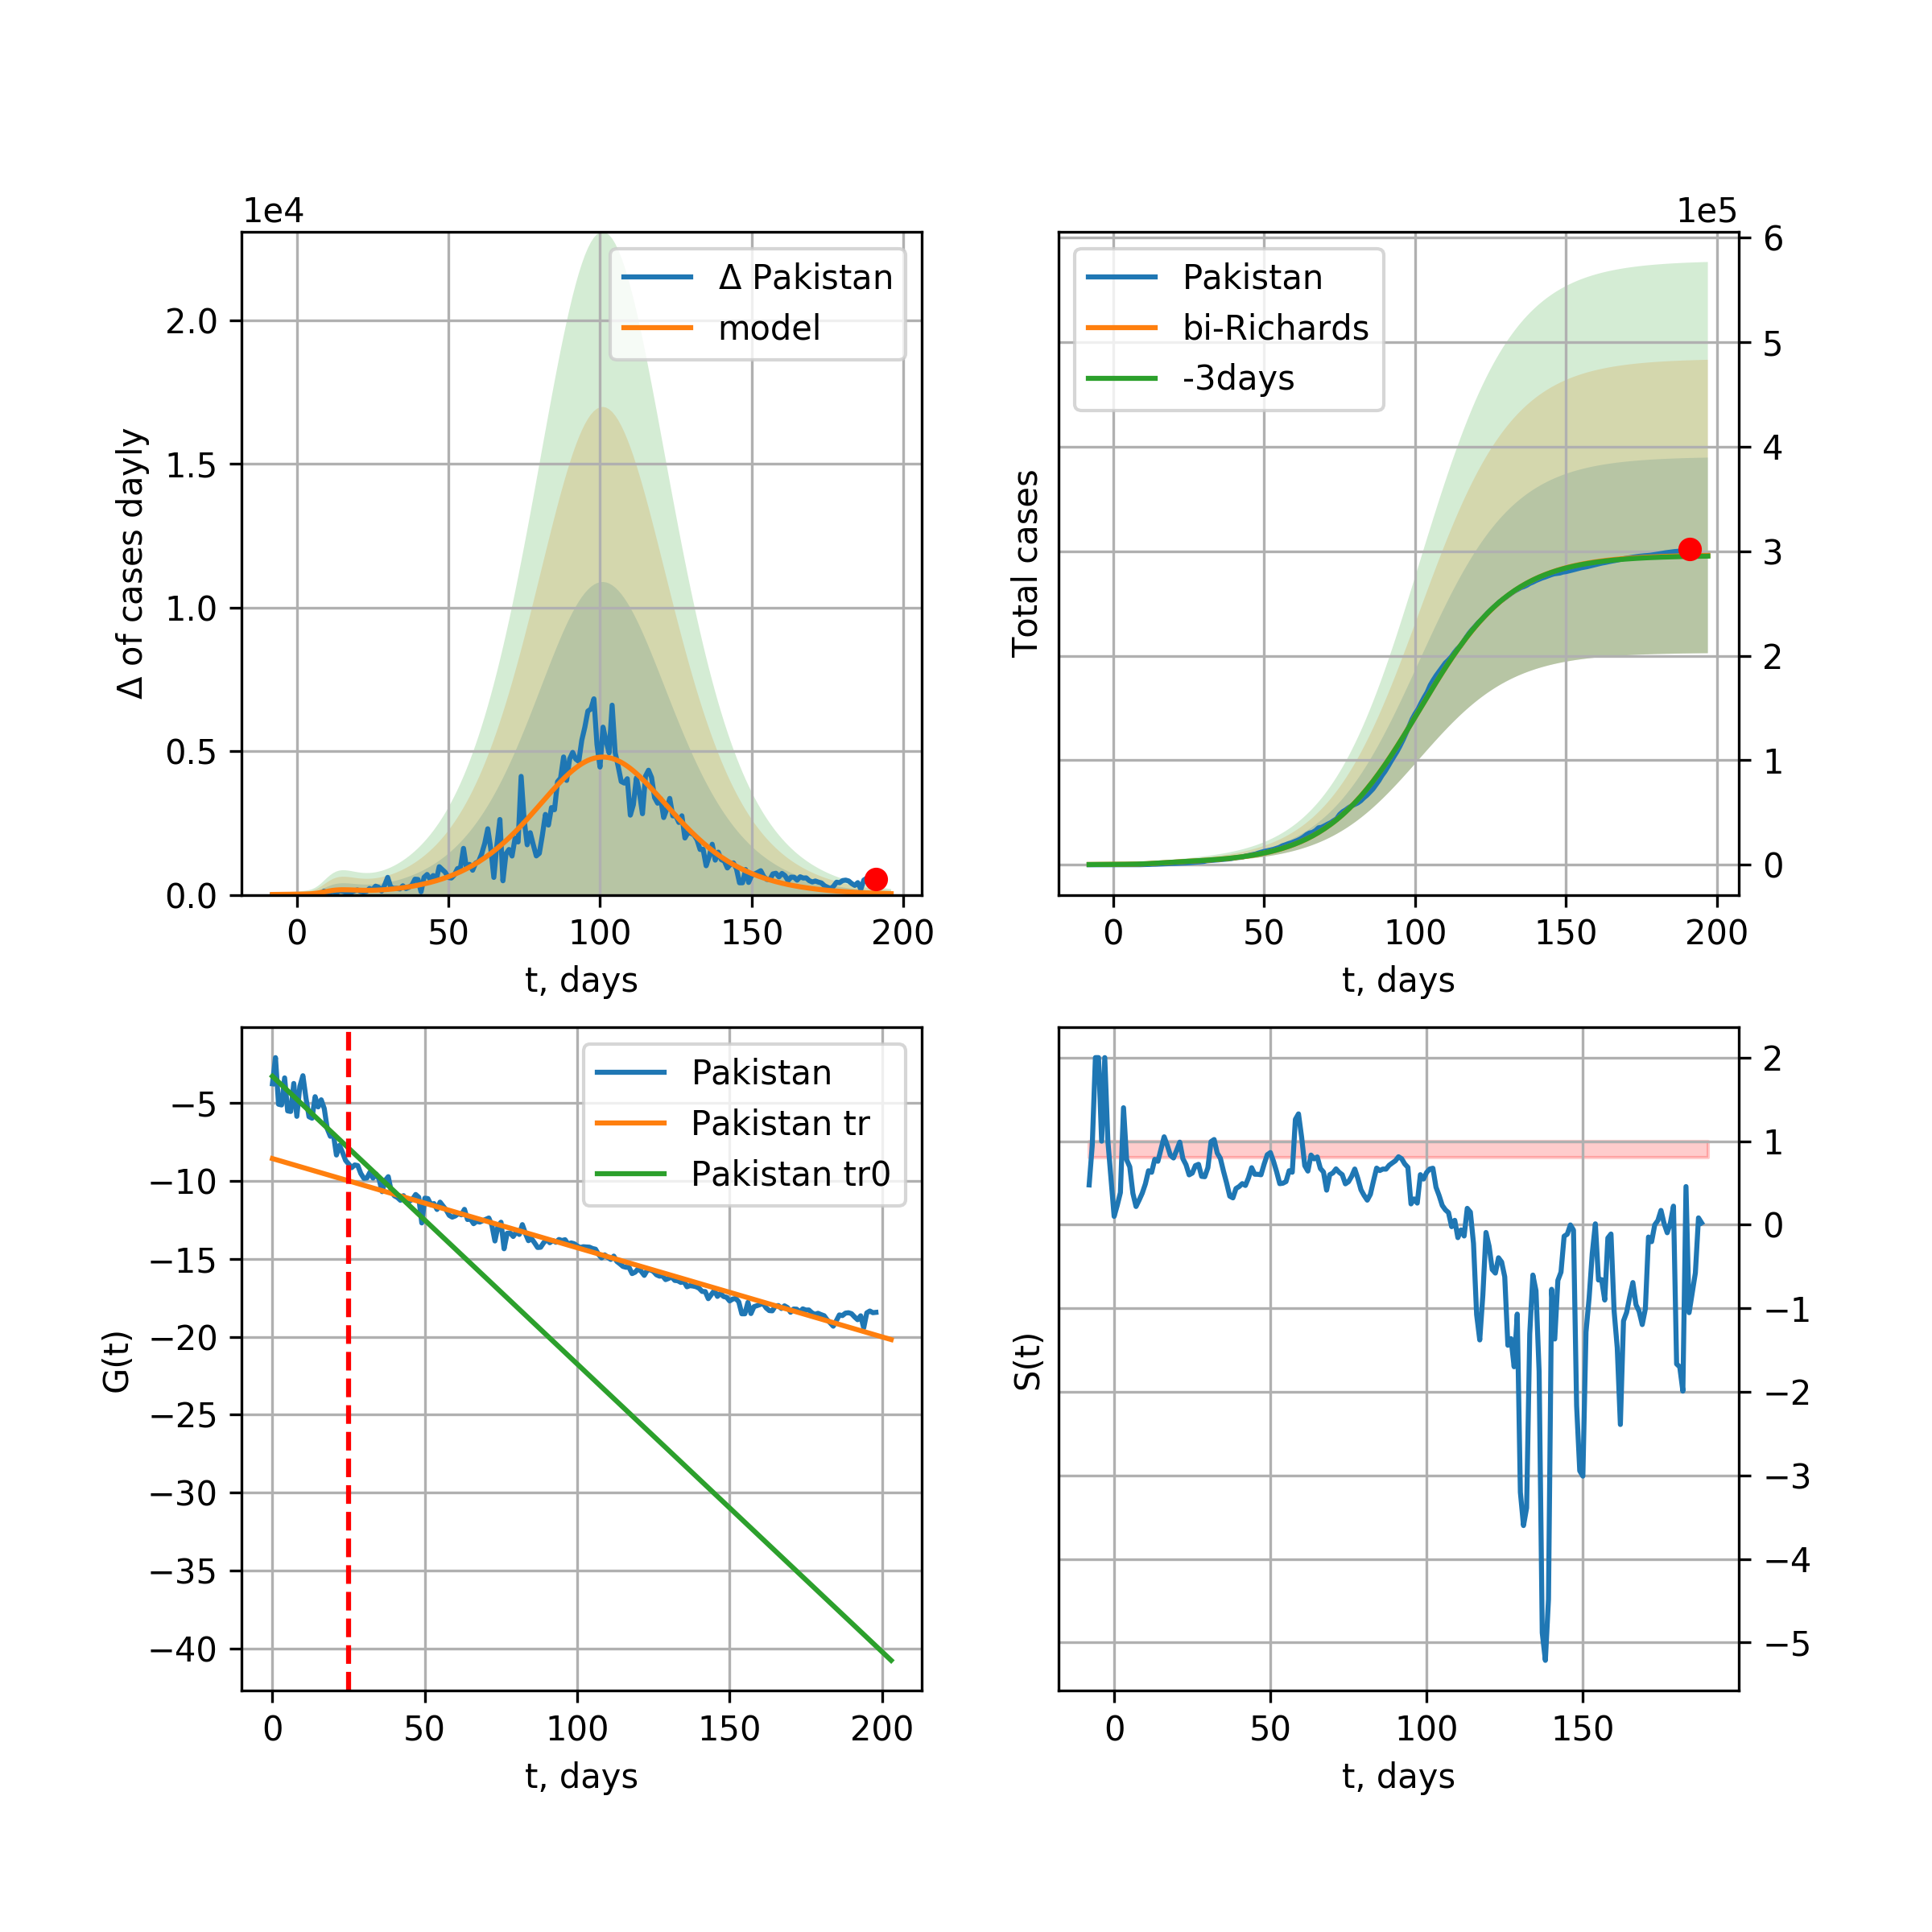 1e4
Δ of cases dayly
2.0
1.5
1.0
0.5
0.0
Δ Pakistan
model
0 50 100 150 200
t, days
1e5
Total cases
Pakistan
bi-Richards
-3days
6
5
4
3
2
1
0
0 50 100 150 200
t, days
G(t)
−5
−10
−15
−20
−25
−30
−35
−40
Pakistan
Pakistan tr
Pakistan tr0
0 50 100 150 200
t, days
S(t)
2
1
0
−1
−2
−3
−4
−5
0 50 100 150
t, days